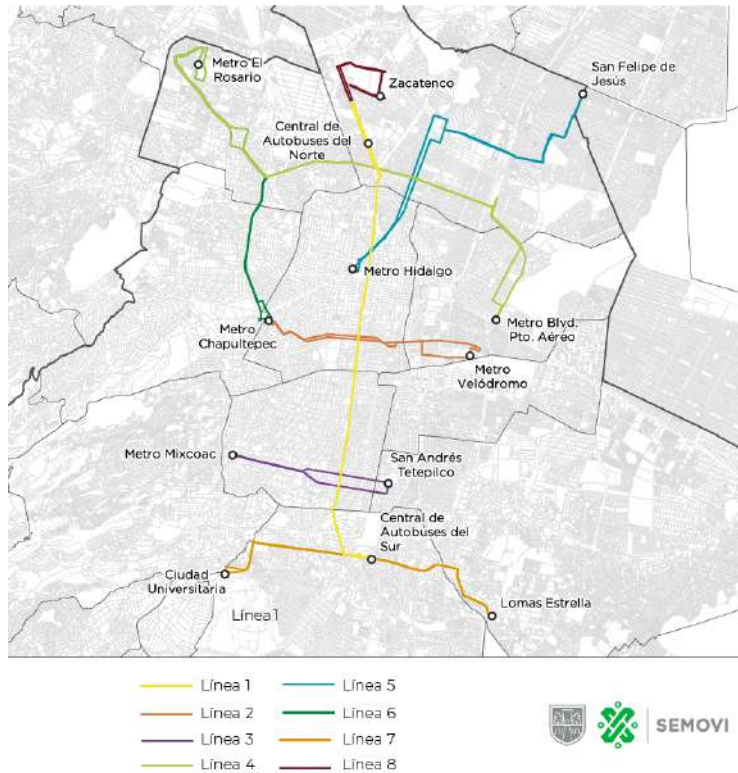 Metro El
Rosario
Zacatenco
San Felipe de
Jesús
Central de
Autobuses del
Norte
Metro Hidalgo
Metro
Chapultepec
Metro Blvd.
Pto. Aéreo
Metro
Velódromo
Metro Mixcoac
San Andrés
Tetepilco
Central de
Autobuses del
Sur
Ciudad
Universitaria
Línea 1
Lomas Estrella
Línea 1
Línea 2
Línea 3
Línea 4
Línea 5
Línea 6
Línea 7
Línea 8
SEMOVI